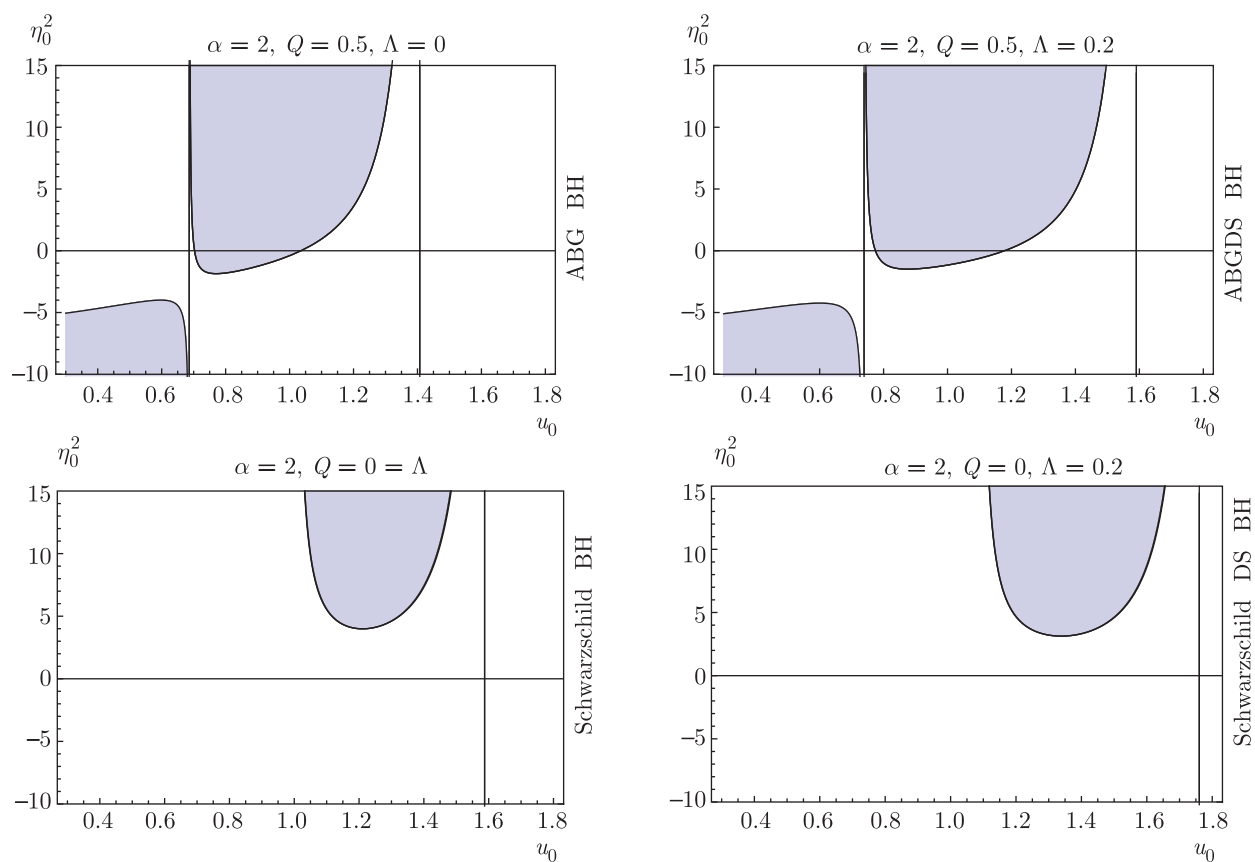 η₀²
α = 2, Q = 0.5, Λ = 0
15
10
5
0
−5
−10
0.4 0.6 0.8 1.0 1.2 1.4 1.6 1.8
u₀
ABG BH
η₀²
α = 2, Q = 0.5, Λ = 0.2
15
10
5
0
−5
−10
0.4 0.6 0.8 1.0 1.2 1.4 1.6 1.8
u₀
ABGDS BH
η₀²
α = 2, Q = 0 = Λ
15
10
5
0
−5
−10
0.4 0.6 0.8 1.0 1.2 1.4 1.6 1.8
u₀
Schwarzschild BH
η₀²
α = 2, Q = 0, Λ = 0.2
15
10
5
0
−5
−10
0.4 0.6 0.8 1.0 1.2 1.4 1.6 1.8
u₀
Schwarzschild DS BH